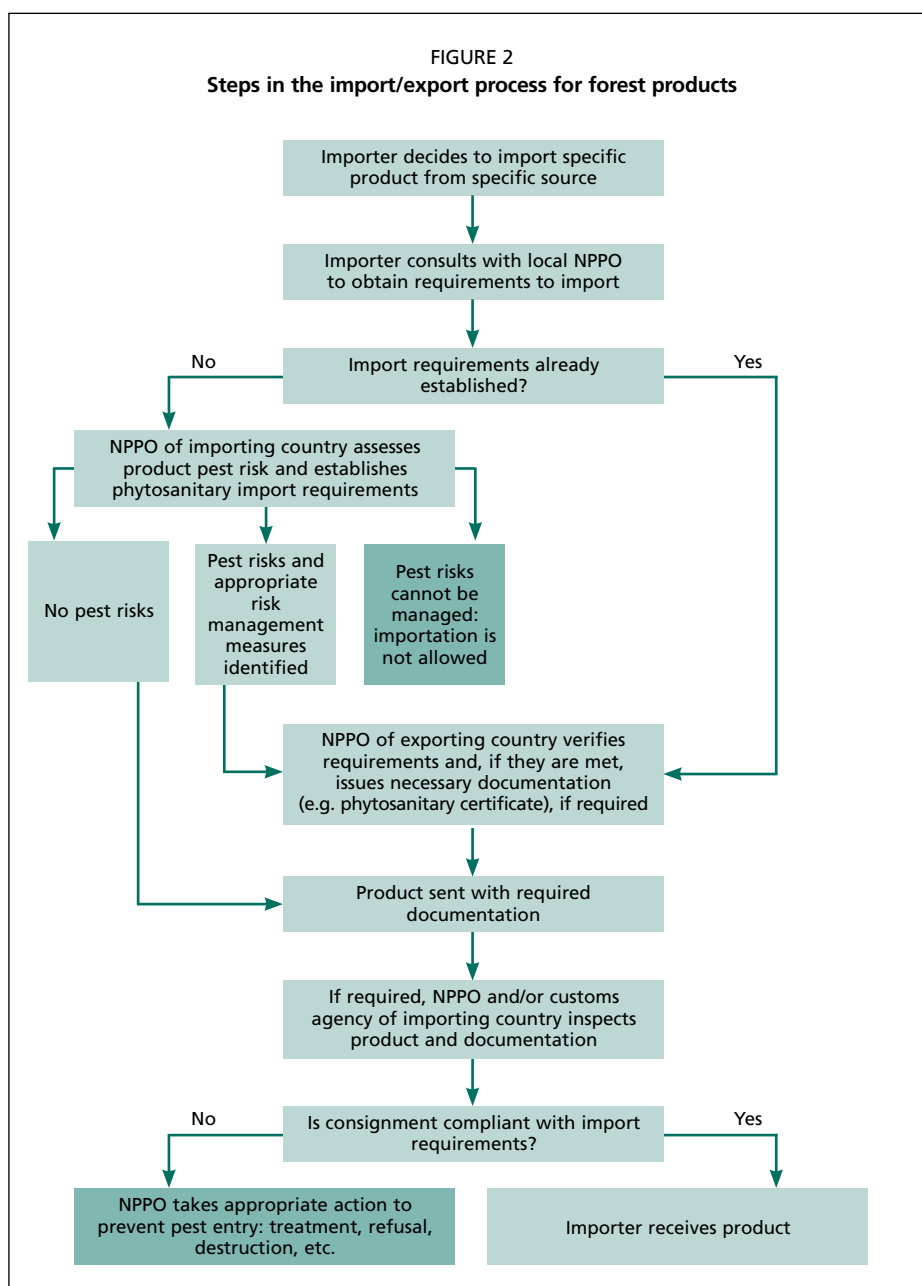 FIGURE 2
Steps in the import/export process for forest products
Importer decides to import specific
product from specific source
Importer consults with local NPPO
to obtain requirements to import
No
Import requirements already
established?
Yes
NPPO of importing country assesses
product pest risk and establishes
phytosanitary import requirements
No pest risks
Pest risks and
appropriate
risk
management
measures
identified
Pest risks
cannot be
managed:
importation is
not allowed
NPPO of exporting country verifies
requirements and, if they are met,
issues necessary documentation
(e.g. phytosanitary certificate), if required
Product sent with required
documentation
If required, NPPO and/or customs
agency of importing country inspects
product and documentation
No
Is consignment compliant with import
requirements?
Yes
NPPO takes appropriate action to
prevent pest entry: treatment, refusal,
destruction, etc.
Importer receives product